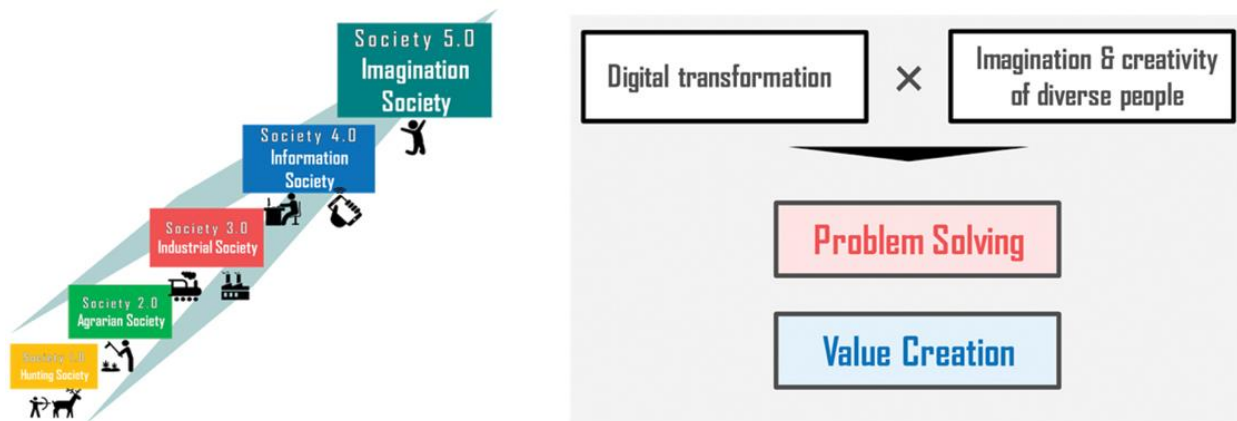 Society 5.0
Imagination
Society
Society 4.0
Information
Society
Society 3.0
Industrial Society
Society 2.0
Agrarian Society
Society 1.0
Hunting Society
Digital transformation
×
Imagination & creativity
of diverse people
Problem Solving
Value Creation